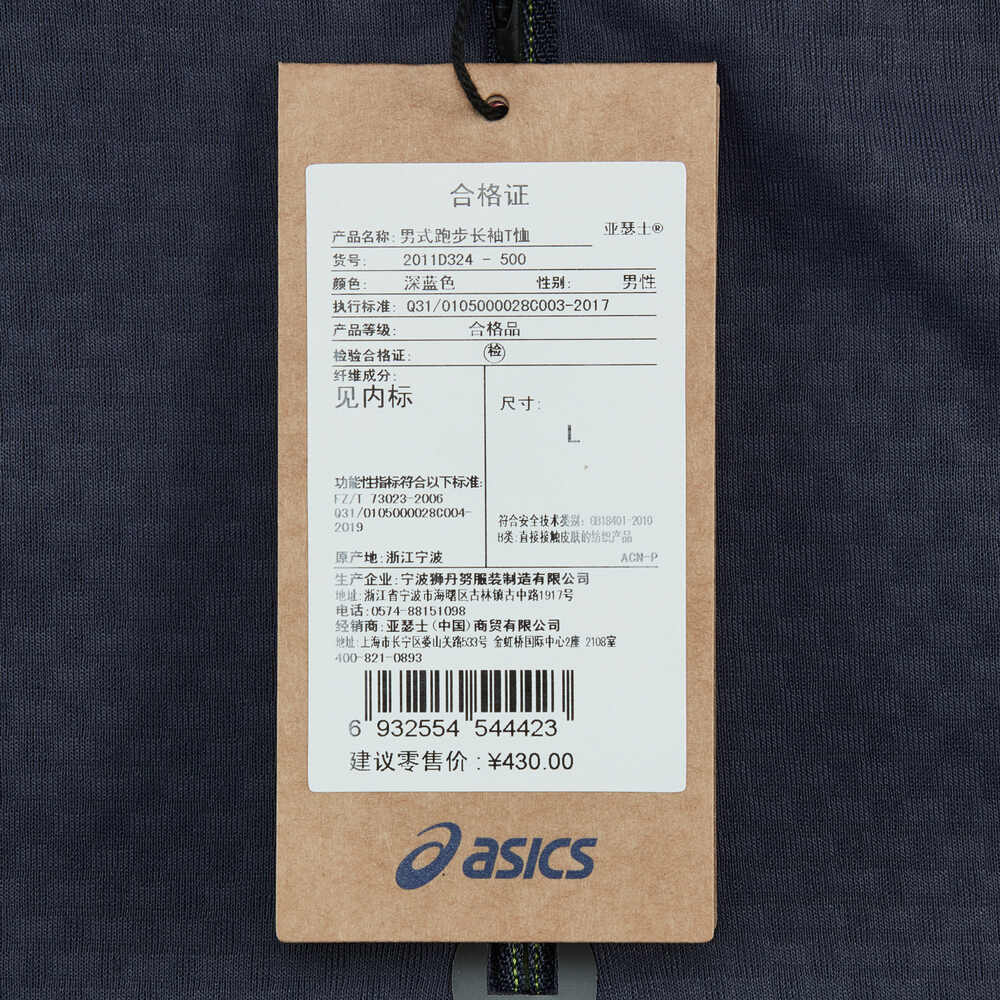 合格证
产品名称: 男式跑步长袖T恤 亚瑟士®
货号: 2011D324 - 500
颜色: 深蓝色 性别: 男性
执行标准: Q31/0105000028C003-2017
产品等级: 合格品
检验合格证: 检
纤维成分:
见内标
尺寸:
L
功能性指标符合以下标准:
FZ/T 73023-2006
Q31/0105000028C004-
2019
符合安全技术类别: GB18401-2010
B类:直接接触皮肤的纺织产品
原产地:浙江宁波 ACN-P
生产企业:宁波狮丹努服装制造有限公司
地址:浙江省宁波市海曙区古林镇古中路1917号
电话:0574-88151098
经销商:亚瑟士(中国)商贸有限公司
地址:上海市长宁区娄山关路533号 金虹桥国际中心2座 2108室
400-821-0893
6 932554 544423
建议零售价:¥430.00
asics